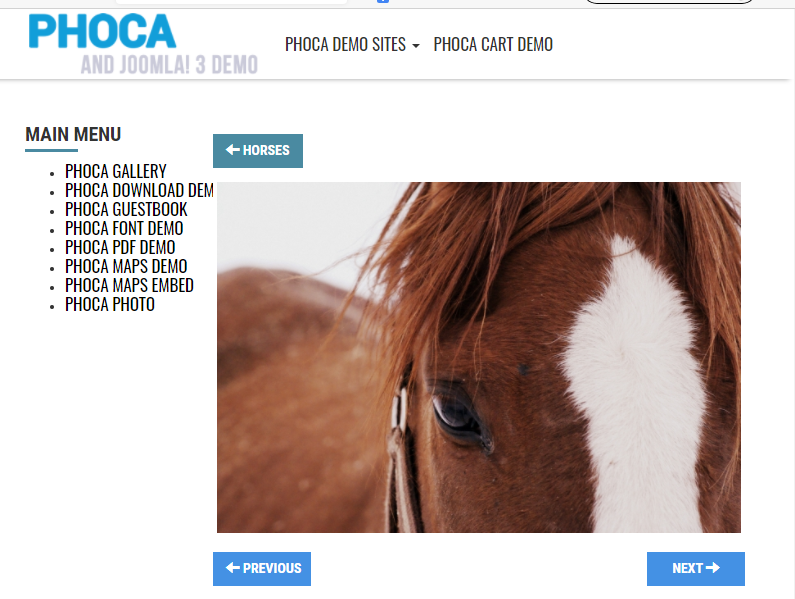 PHOCA
AND JOOMLA! 3 DEMO
PHOCA DEMO SITES PHOCA CART DEMO
MAIN MENU
PHOCA GALLERY
PHOCA DOWNLOAD DEM
PHOCA GUESTBOOK
PHOCA FONT DEMO
PHOCA PDF DEMO
PHOCA MAPS DEMO
PHOCA MAPS EMBED
PHOCA PHOTO
HORSES
PREVIOUS
NEXT